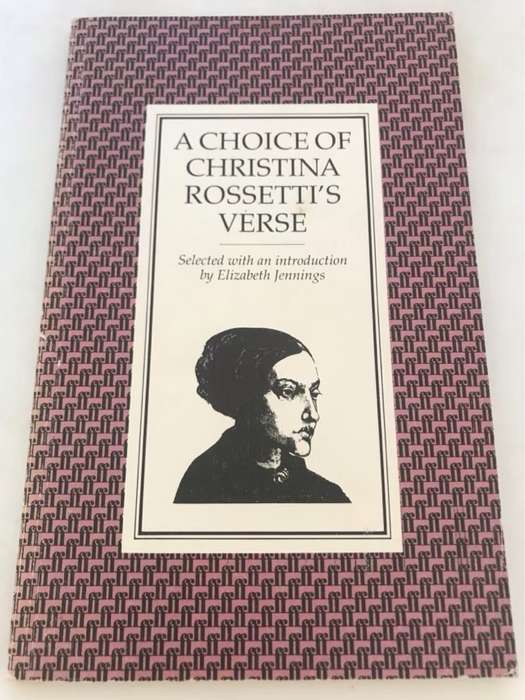 A CHOICE OF
CHRISTINA
ROSSETTI'S
VERSE
Selected with an introduction
by Elizabeth Jennings